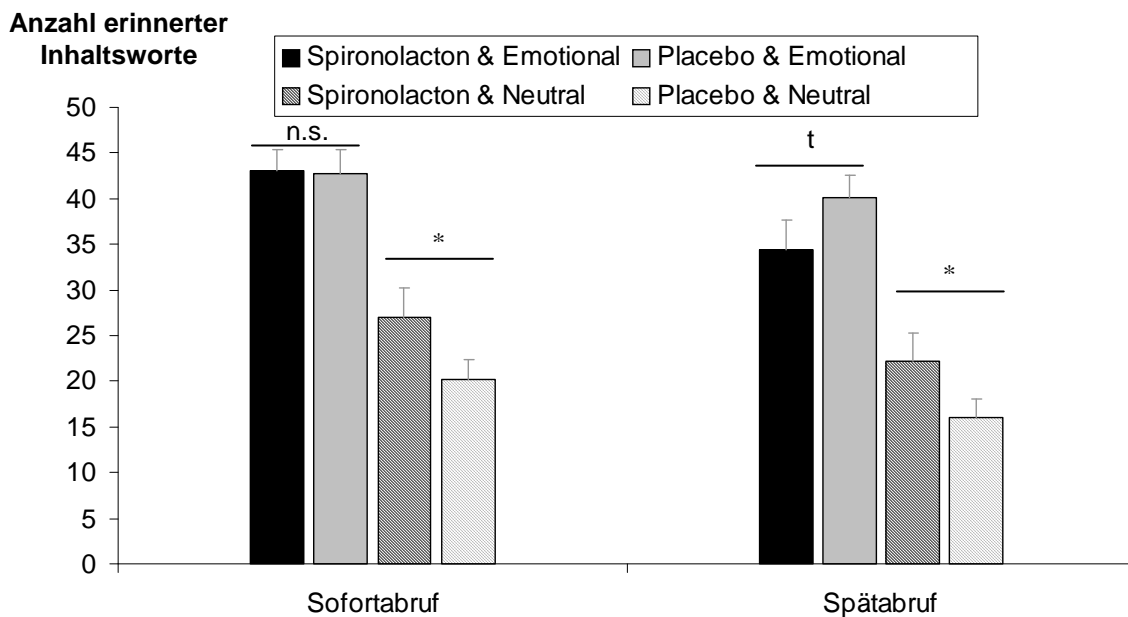 Anzahl erinnerter
Inhaltsworte
Spironolacton & Emotional
Placebo & Emotional
Spironolacton & Neutral
Placebo & Neutral
50
45
40
35
30
25
20
15
10
5
0
n.s.
*
t
*
Sofortabruf
Spätabruf